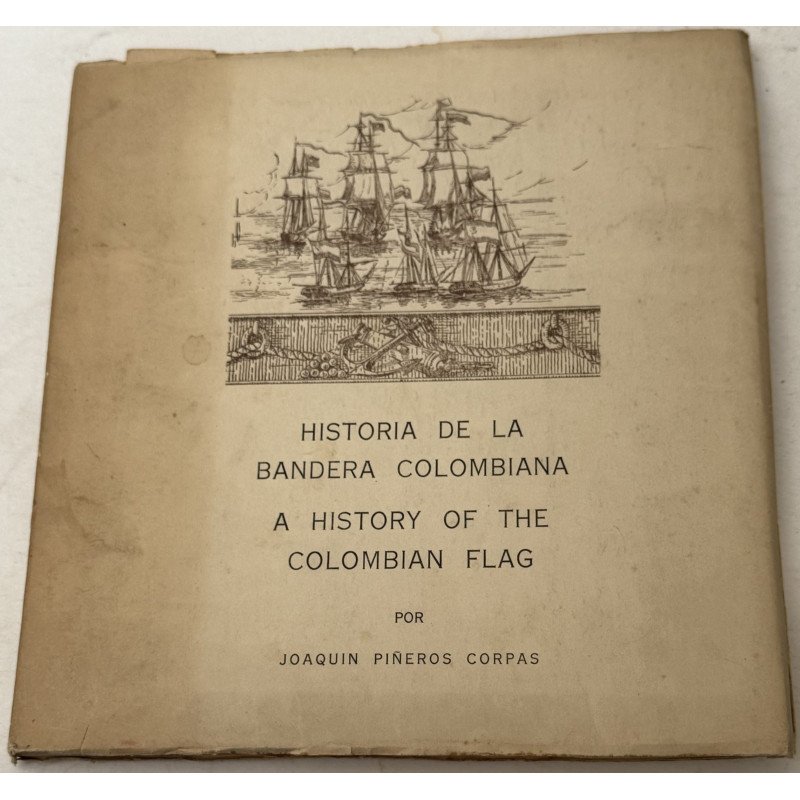 HISTORIA DE LA
BANDERA COLOMBIANA
A HISTORY OF THE
COLOMBIAN FLAG
POR
JOAQUIN PIÑEROS CORPAS